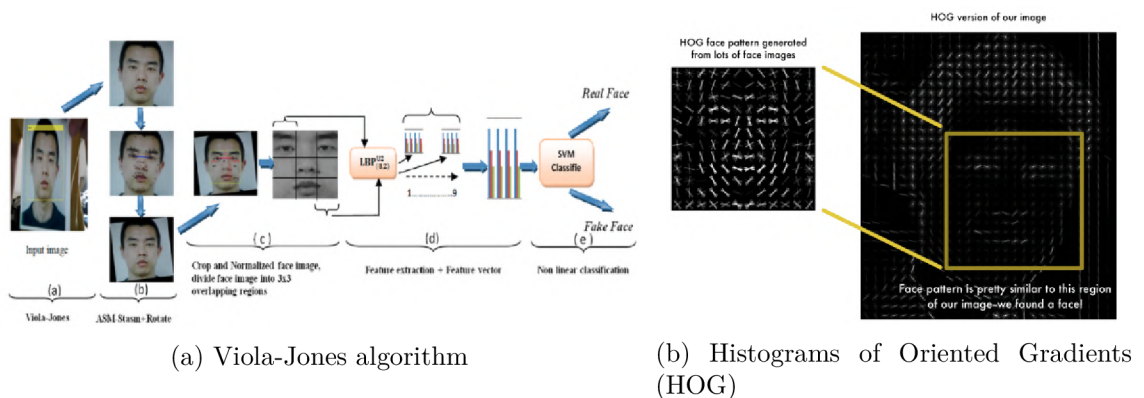 Input image
(a)
Viola-Jones
(b)
ASM-Stasm+Rotate
(c)
Crop and Normalized face image,
divide face image into 3x3
overlapping regions
LBP U2 (8,2)
1..............9
(d)
Feature extraction + Feature vector
SVM
Classifie
Real Face
Fake Face
(e)
Non linear classification
(a) Viola-Jones algorithm
HOG face pattern generated
from lots of face images
HOG version of our image
Face pattern is pretty similar to this region
of our image-we found a face!
(b) Histograms of Oriented Gradients
(HOG)